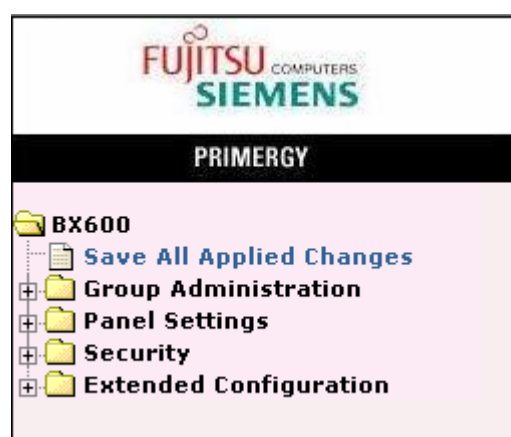 FUJITSU COMPUTERS
SIEMENS
PRIMERGY
BX600
Save All Applied Changes
Group Administration
Panel Settings
Security
Extended Configuration